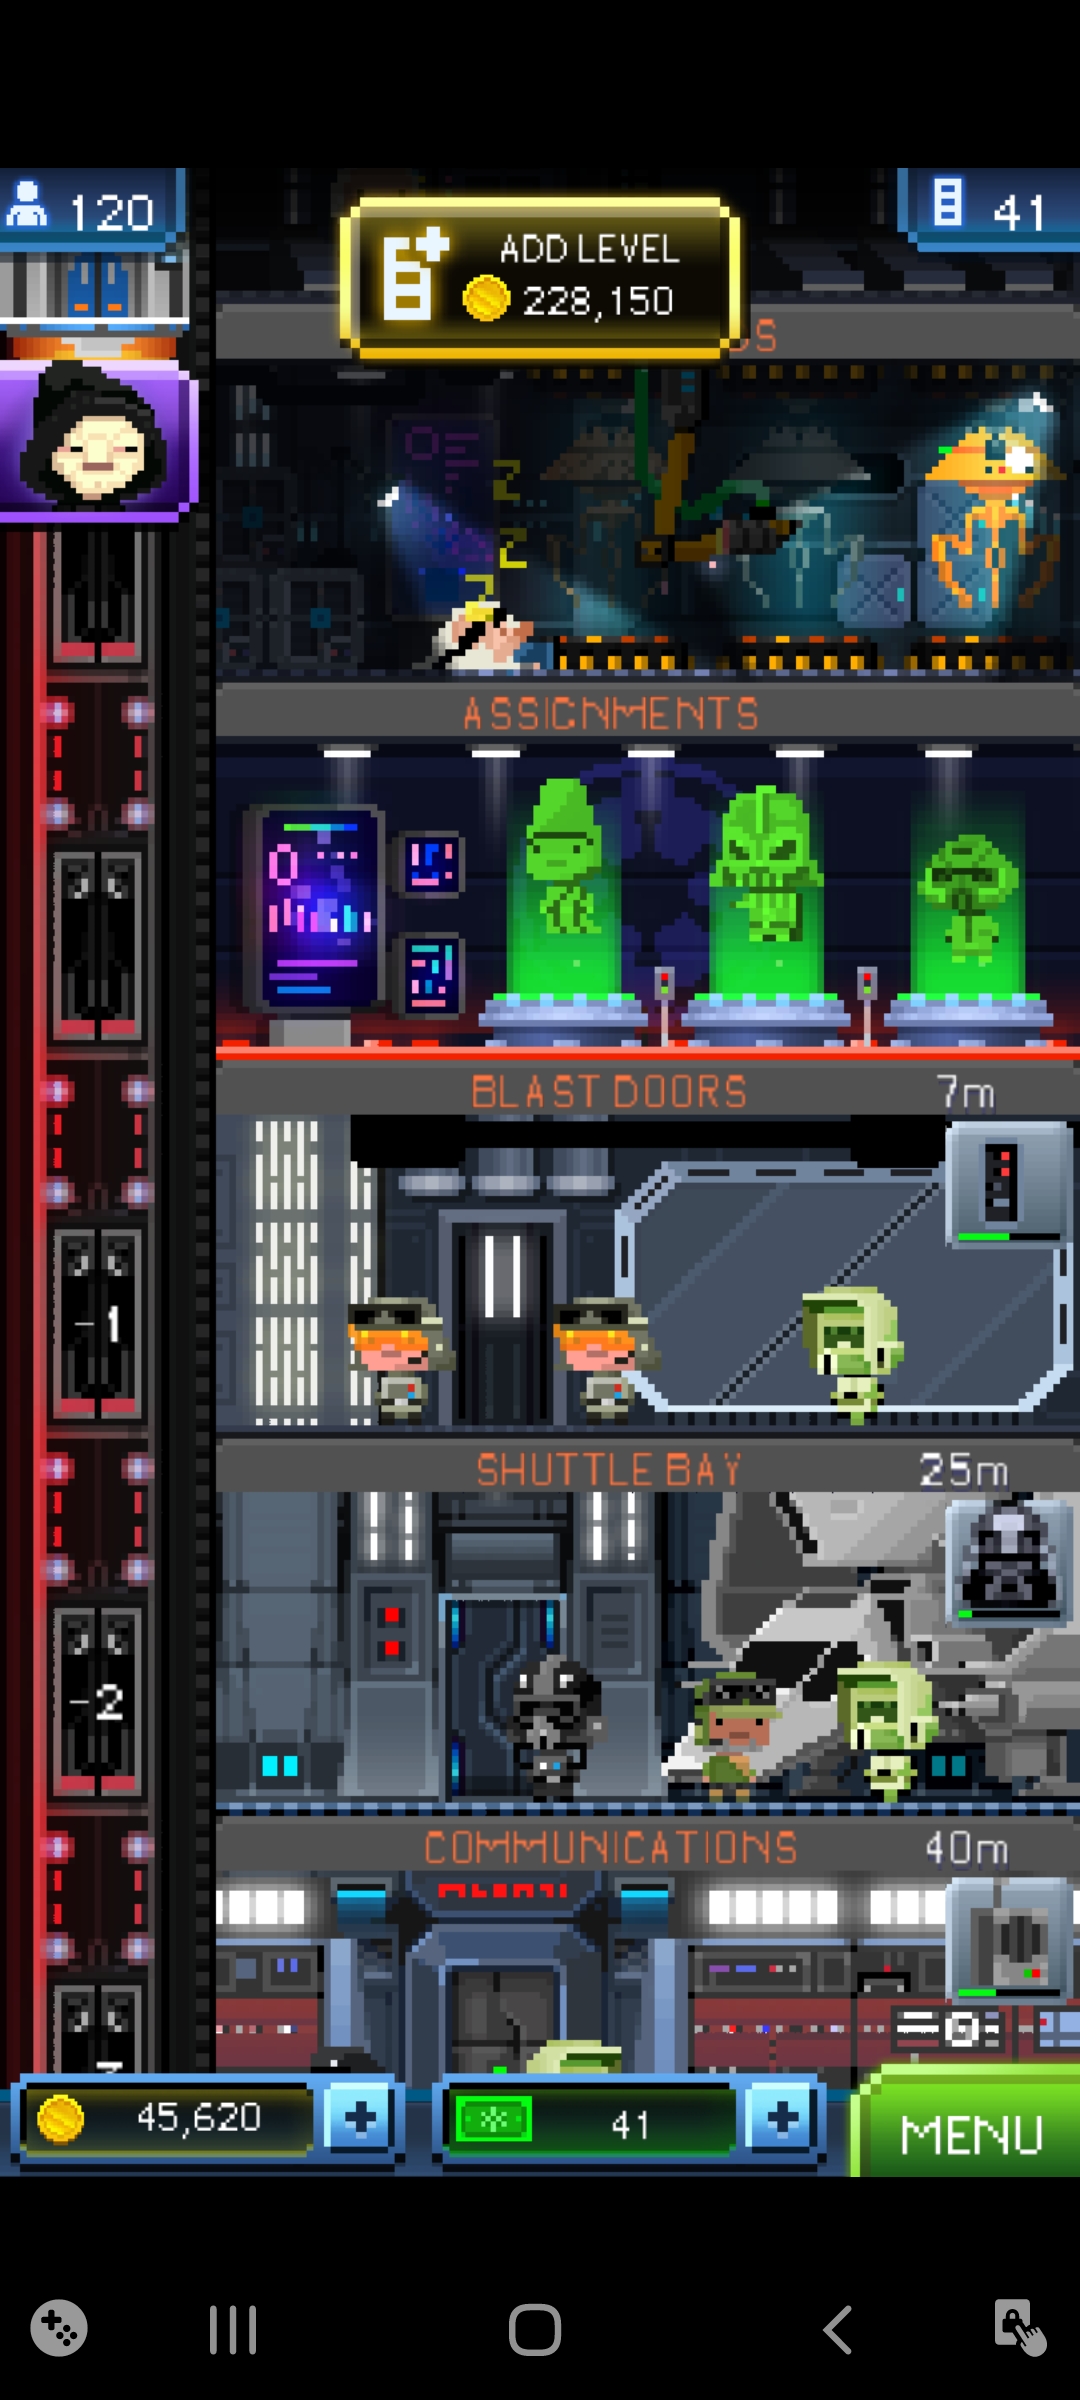 120
41
ADD LEVEL
228,150
DS
Z
Z
Z
ASSIGNMENTS
BLAST DOORS 7m
-1
SHUTTLE BAY 25m
-2
COMMUNICATIONS 40m
45,620 + 41 + MENU